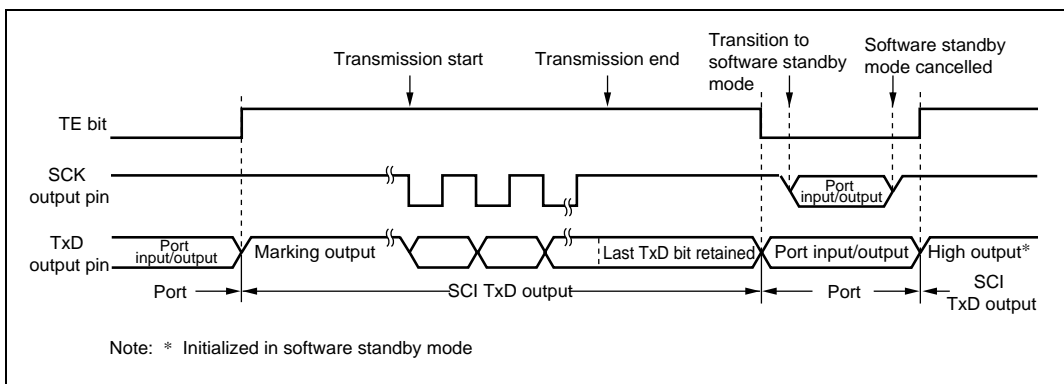 Transmission start
Transmission end
Transition to
software standby
mode
Software standby
mode cancelled
TE bit
SCK
output pin
Port
input/output
TxD
output pin
Port
input/output
Marking output
Last TxD bit retained
Port input/output
High output*
Port
SCI TxD output
Port
SCI
TxD output
Note: * Initialized in software standby mode